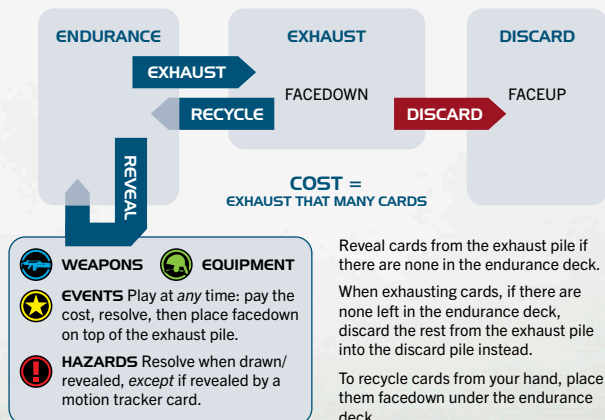 ENDURANCE
EXHAUST
DISCARD
EXHAUST
FACEDOWN
FACEUP
RECYCLE
DISCARD
REVEAL
COST =
EXHAUST THAT MANY CARDS
WEAPONS
EQUIPMENT
EVENTS Play at any time: pay the
cost, resolve, then place facedown
on top of the exhaust pile.
HAZARDS Resolve when drawn/
revealed, except if revealed by a
motion tracker card.
Reveal cards from the exhaust pile if
there are none in the endurance deck.
When exhausting cards, if there are
none left in the endurance deck,
discard the rest from the exhaust pile
into the discard pile instead.
To recycle cards from your hand, place
them facedown under the endurance
deck